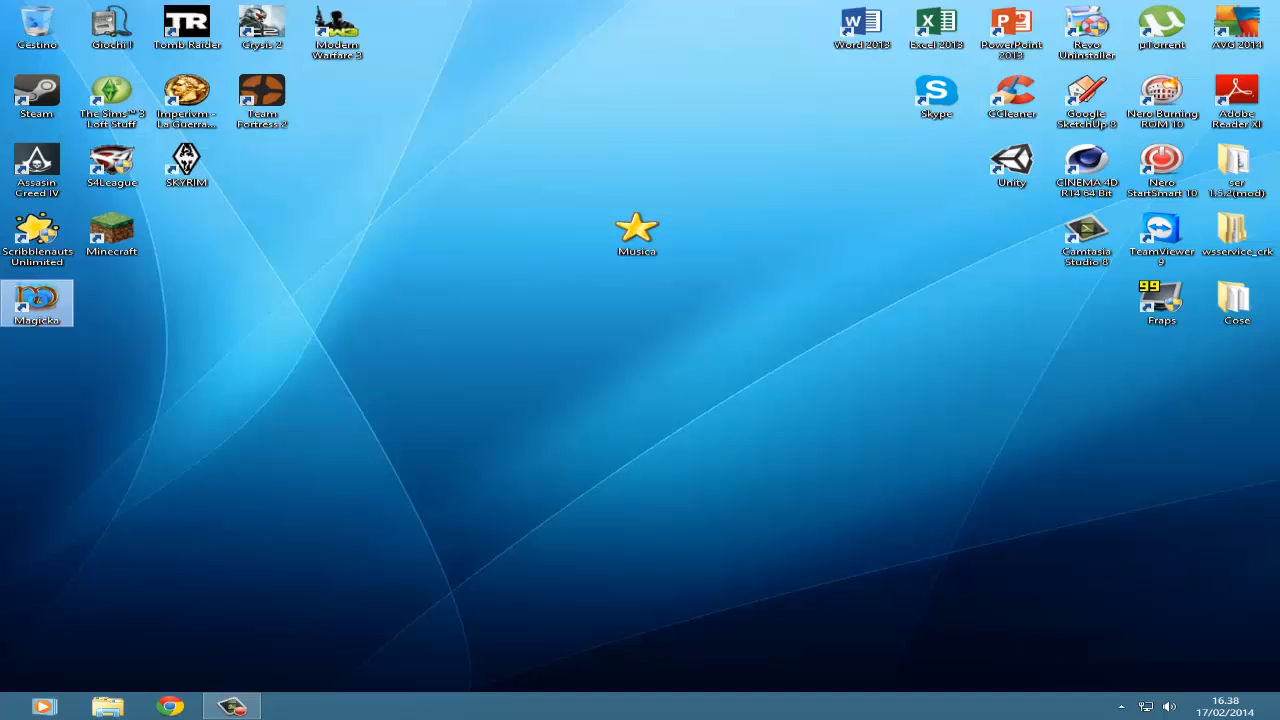 Cestino
Giochi !
Tomb Raider
Crysis 2
Modern
Warfare 3
Word 2013
Excel 2013
PowerPoint
2013
Revo
Uninstaller
µTorrent
AVG 2014
Steam
The Sims™ 3
Loft Stuff
Imperivm -
La Guerra...
Team
Fortress 2
Skype
CCleaner
Google
SketchUp 8
Nero Burning
ROM 10
Adobe
Reader XI
Assasin
Creed IV
S4League
SKYRIM
Unity
CINEMA 4D
R14 64 Bit
Nero
StartSmart 10
ser
1.5.2(mod)
Scribblenauts
Unlimited
Minecraft
Musica
Camtasia
Studio 8
TeamViewer
9
wsservice_crk
Magicka
99
Fraps
Cose
16.38
17/02/2014